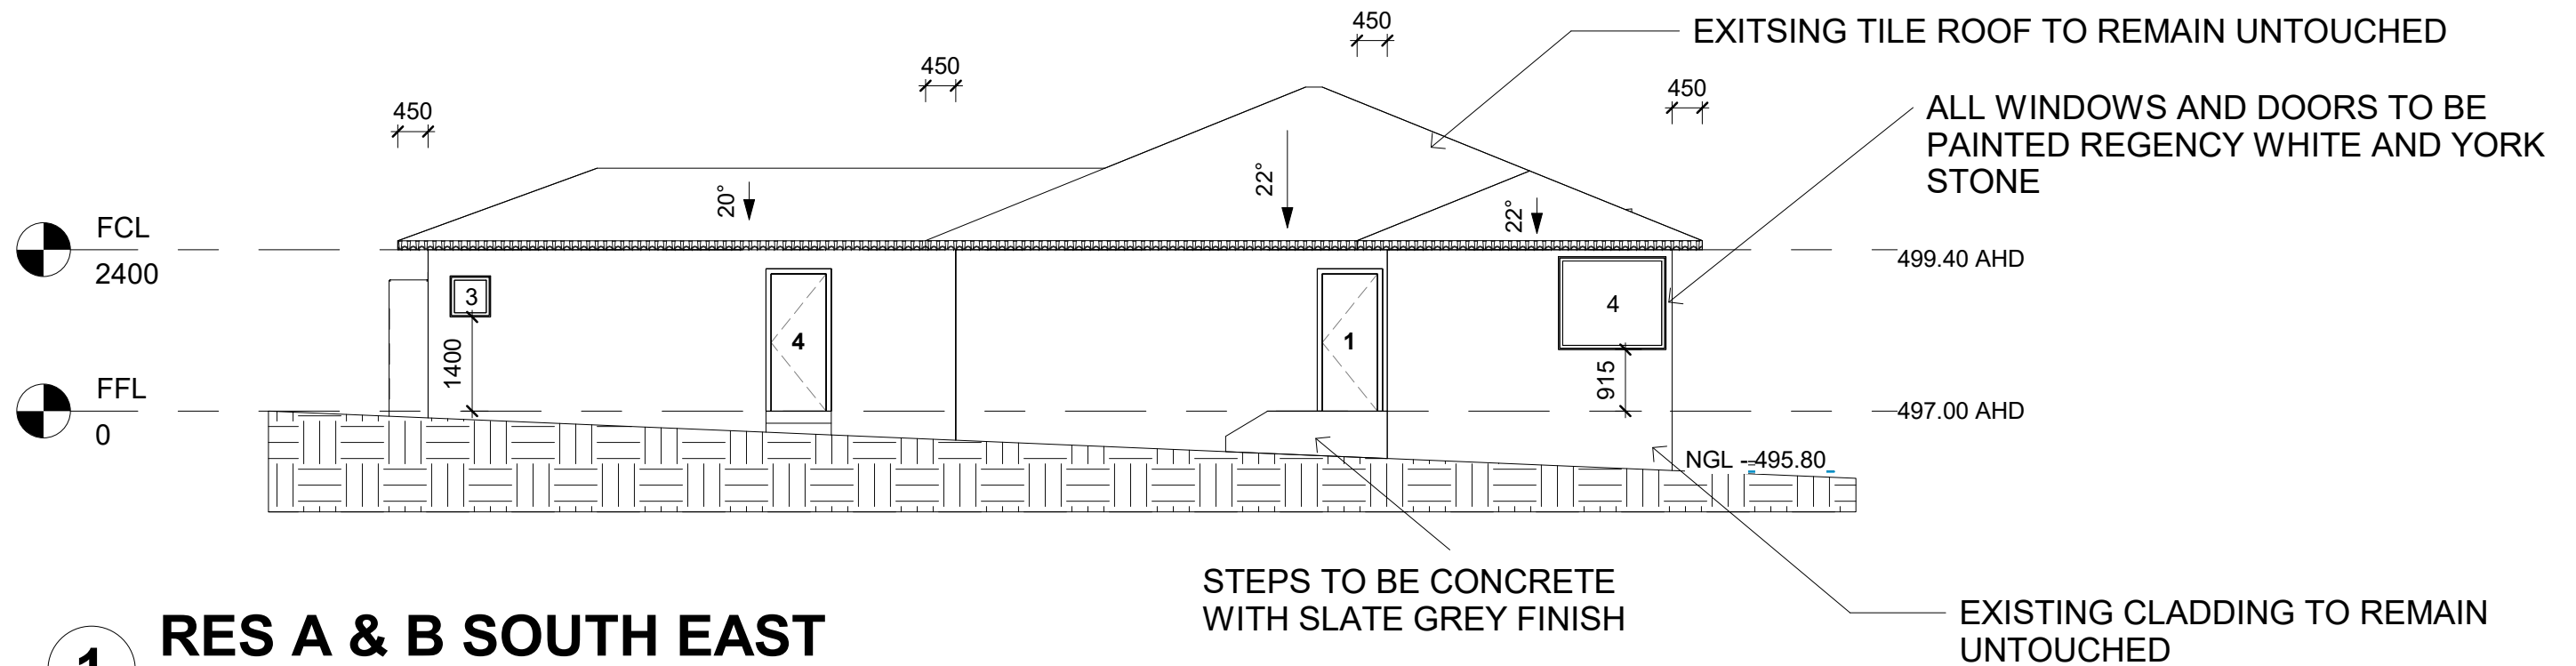 450
EXITSING TILE ROOF TO REMAIN UNTOUCHED
450
450
450
ALL WINDOWS AND DOORS TO BE
PAINTED REGENCY WHITE AND YORK
STONE
20°
22°
22°
FCL
2400
499.40 AHD
3
4
1400
4
1
915
FFL
0
497.00 AHD
NGL - 495.80
STEPS TO BE CONCRETE
WITH SLATE GREY FINISH
EXISTING CLADDING TO REMAIN
UNTOUCHED
1
RES A & B SOUTH EAST